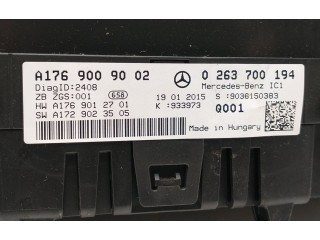 A176 900 90 02
0 263 700 194
DiagID:2408
Mercedes-Benz IC1
ZB ZGS:001
658
19 01 2015
S :9036150383
HW A176 901 27 01
K :933973
Q001
SW A172 902 35 05
Made in Hungary